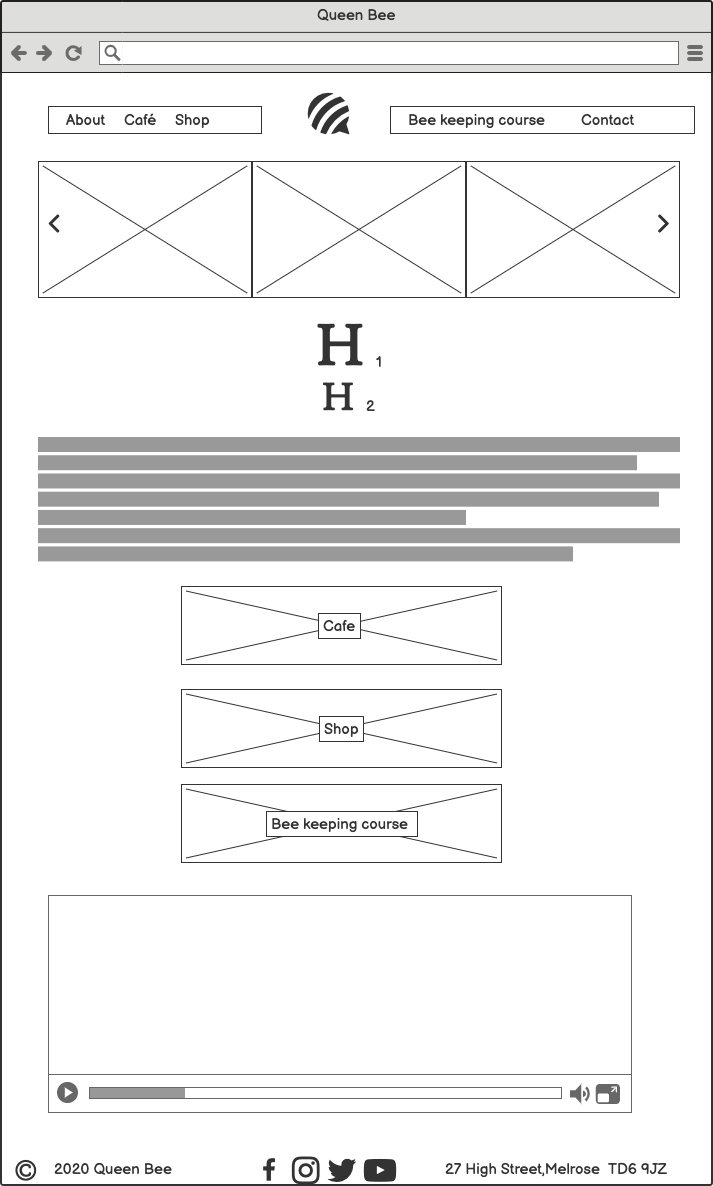 Queen Bee
About Café Shop Bee keeping course Contact
H 1
H 2
Cafe
Shop
Bee keeping course
© 2020 Queen Bee 27 High Street,Melrose TD6 9JZ